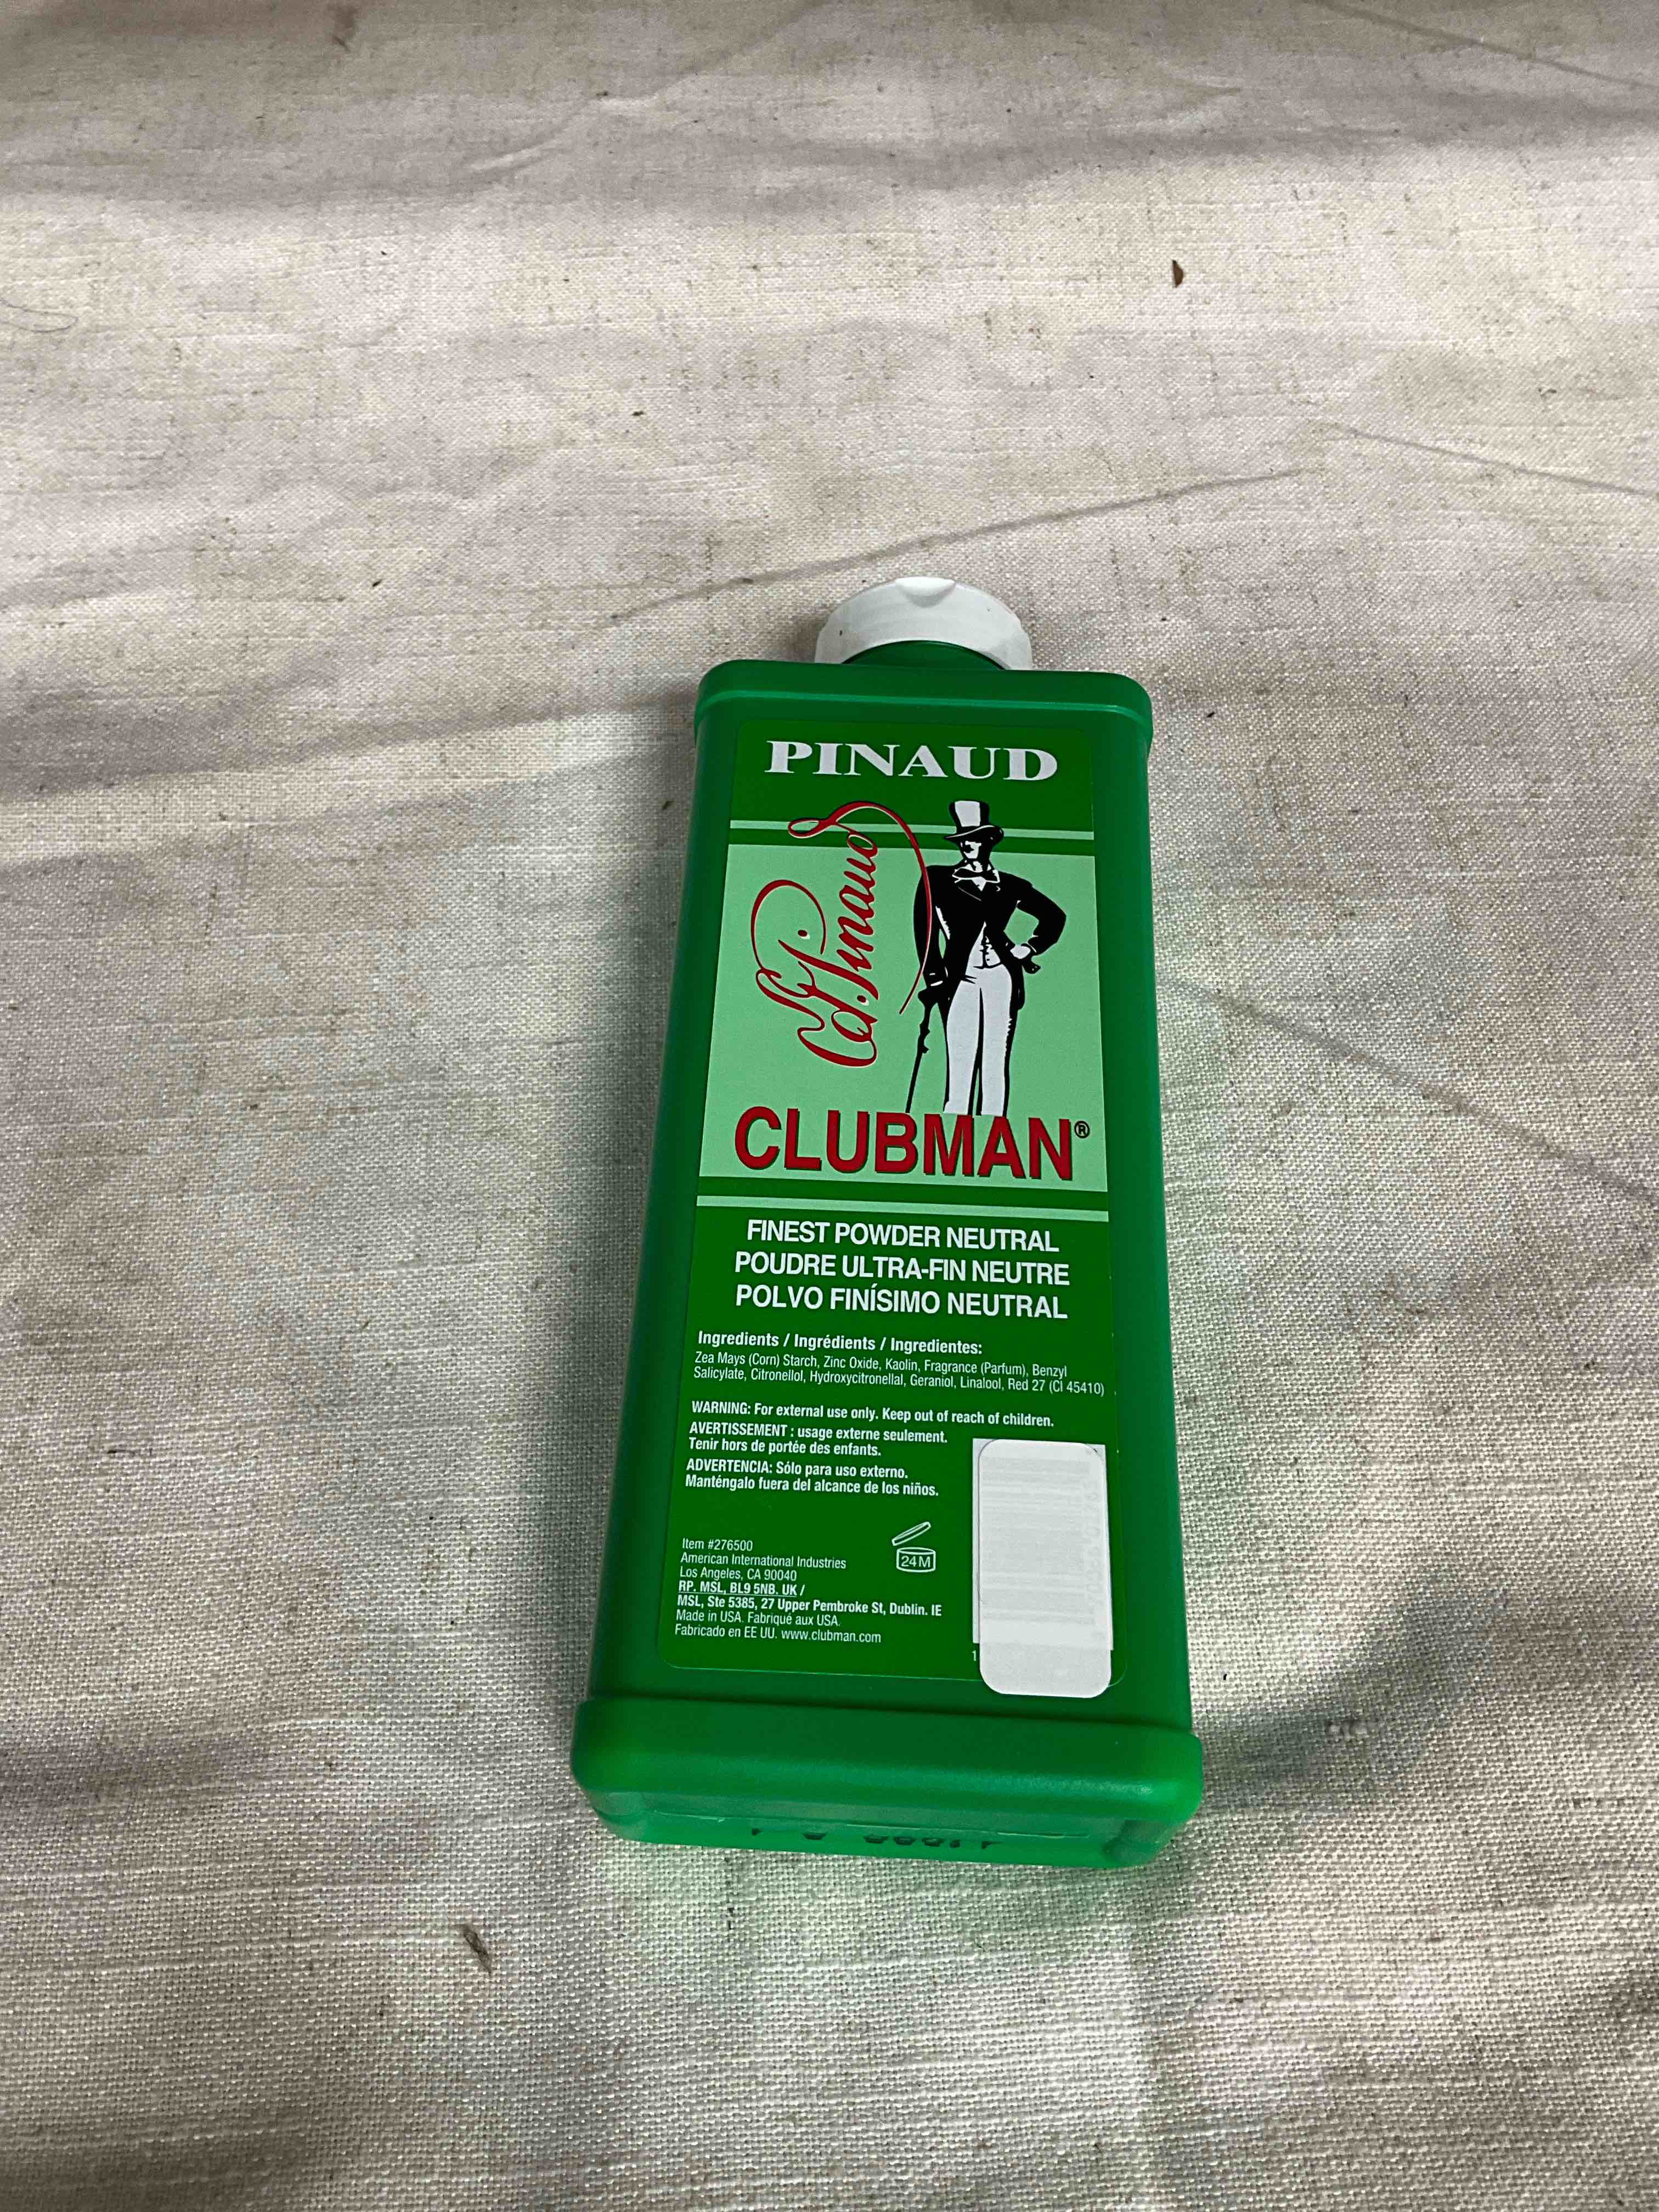 PINAUD
Ed. Pinaud
CLUBMAN®
FINEST POWDER NEUTRAL
POUDRE ULTRA-FIN NEUTRE
POLVO FINÍSIMO NEUTRAL
Ingredients / Ingrédients / Ingredientes:
Zea Mays (Corn) Starch, Zinc Oxide, Kaolin, Fragrance (Parfum), Benzyl
Salicylate, Citronellol, Hydroxycitronellal, Geraniol, Linalool, Red 27 (CI 45410)
WARNING: For external use only. Keep out of reach of children.
AVERTISSEMENT : usage externe seulement.
Tenir hors de portée des enfants.
ADVERTENCIA: Sólo para uso externo.
Manténgalo fuera del alcance de los niños.
24M
Item #276500
American International Industries
Los Angeles, CA 90040
RP. MSL, BL9 5NB. UK /
MSL, Ste 5385, 27 Upper Pembroke St, Dublin. IE
Made in USA. Fabriqué aux USA.
Fabricado en EE UU. www.clubman.com
1